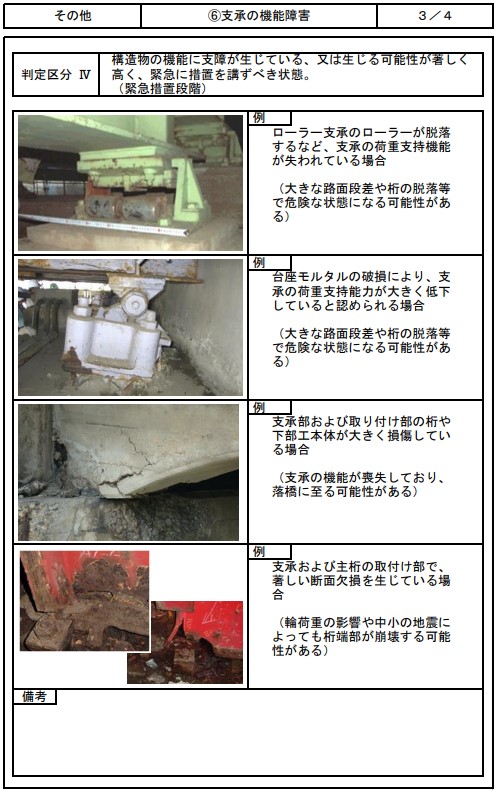 その他
⑥支承の機能障害
3／4
判定区分 Ⅳ
構造物の機能に支障が生じている、又は生じる可能性が著しく
高く、緊急に措置を講ずべき状態。
（緊急措置段階）
例
ローラー支承のローラーが脱落
するなど、支承の荷重支持機能
が失われている場合
（大きな路面段差や桁の脱落等
で危険な状態になる可能性があ
る）
例
台座モルタルの破損により、支
承の荷重支持能力が大きく低下
していると認められる場合
（大きな路面段差や桁の脱落等
で危険な状態になる可能性があ
る）
例
支承部および取り付け部の桁や
下部工本体が大きく損傷してい
る場合
（支承の機能が喪失しており、
落橋に至る可能性がある）
例
支承および主桁の取付け部で、
著しい断面欠損を生じている場
合
（輪荷重の影響や中小の地震に
よっても桁端部が崩壊する可能
性がある）
備考